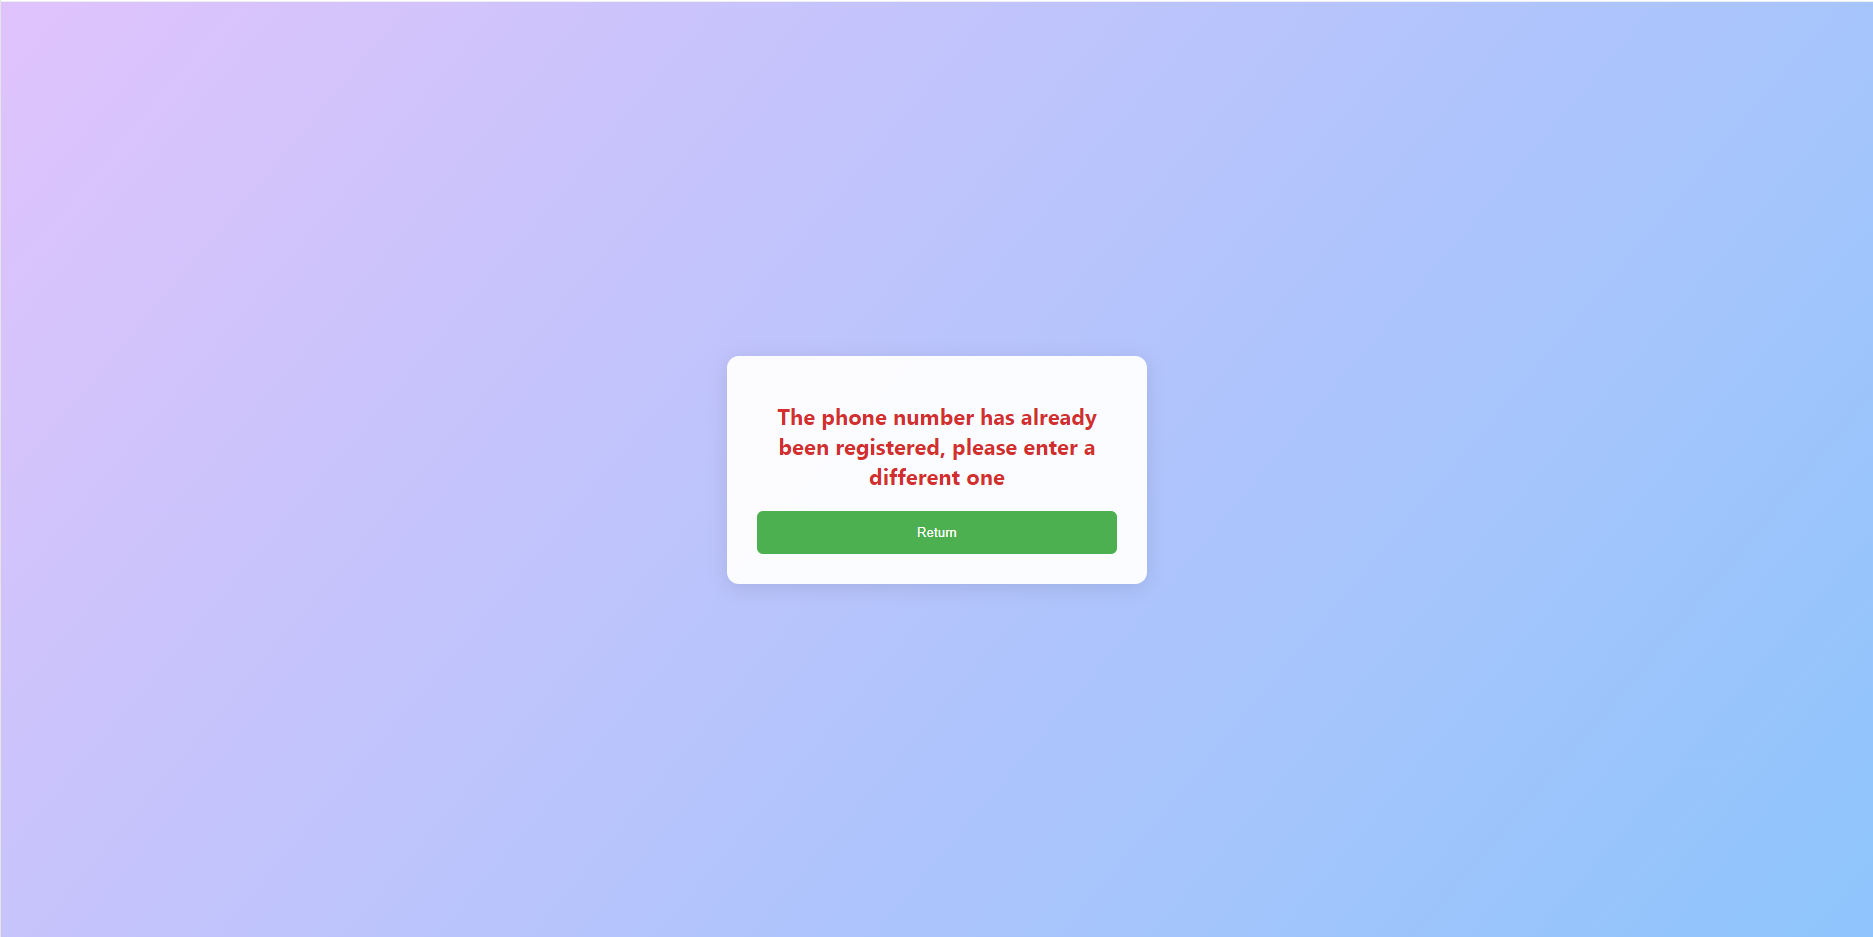 The phone number has already
been registered, please enter a
different one
Return